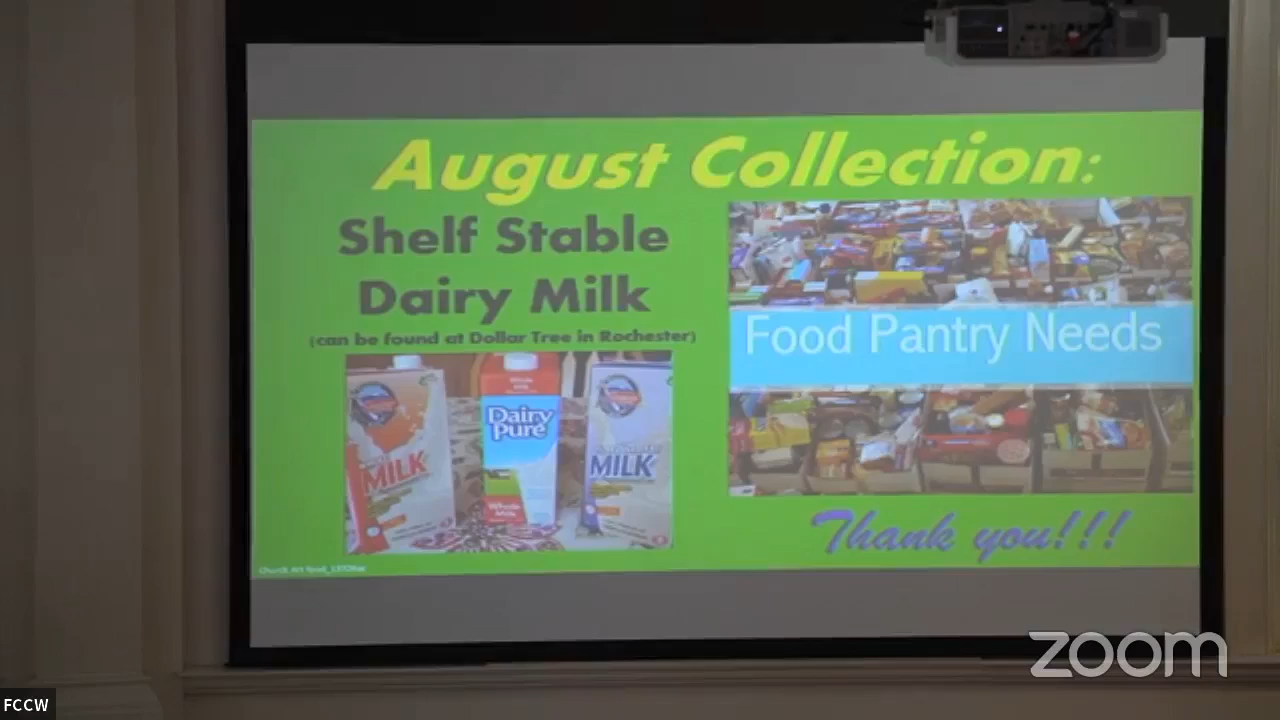 August Collection:
Shelf Stable
Dairy Milk
(can be found at Dollar Tree in Rochester)
Food Pantry Needs
MILK
Dairy
Pure
Whole
Milk
MILK
Thank you!!!
zoom
FCCW